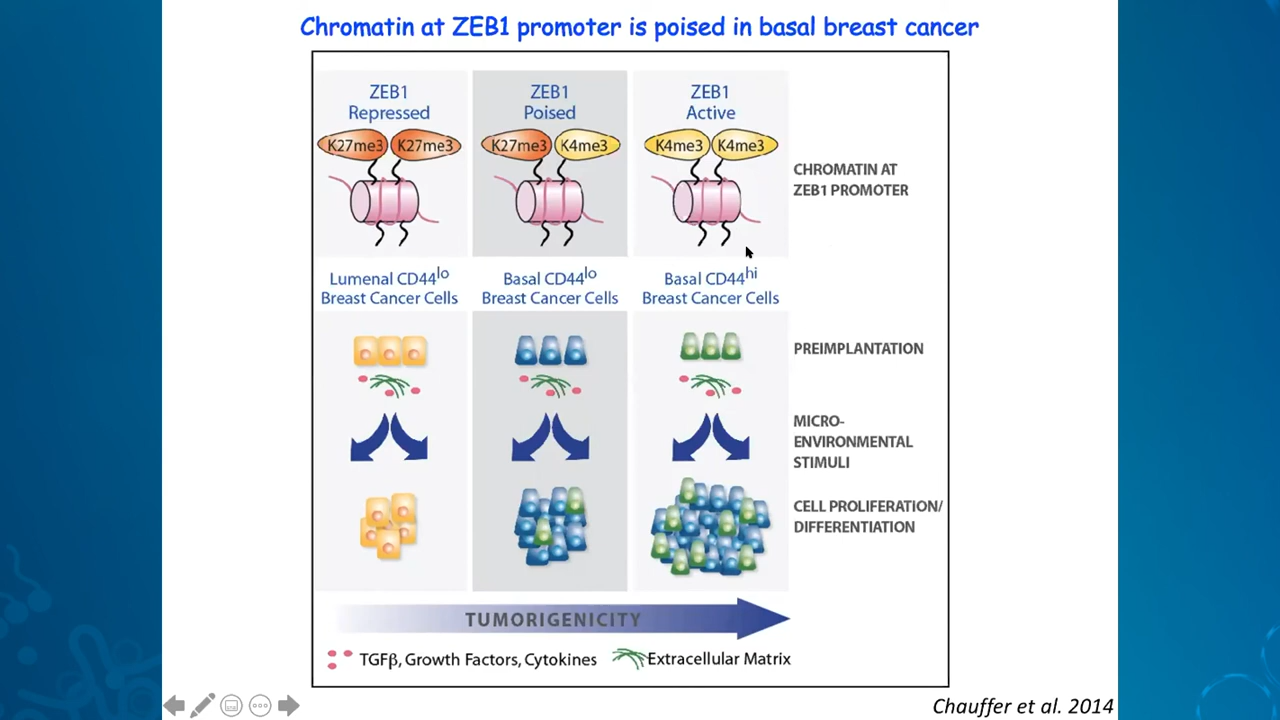 Chromatin at ZEB1 promoter is poised in basal breast cancer
ZEB1
Repressed
ZEB1
Poised
ZEB1
Active
K27me3 K27me3
K27me3 K4me3
K4me3 K4me3
CHROMATIN AT
ZEB1 PROMOTER
Lumenal CD44lo
Breast Cancer Cells
Basal CD44lo
Breast Cancer Cells
Basal CD44hi
Breast Cancer Cells
PREIMPLANTATION
MICRO-
ENVIRONMENTAL
STIMULI
CELL PROLIFERATION/
DIFFERENTIATION
TUMORIGENICITY
TGFβ, Growth Factors, Cytokines
Extracellular Matrix
Chauffer et al. 2014